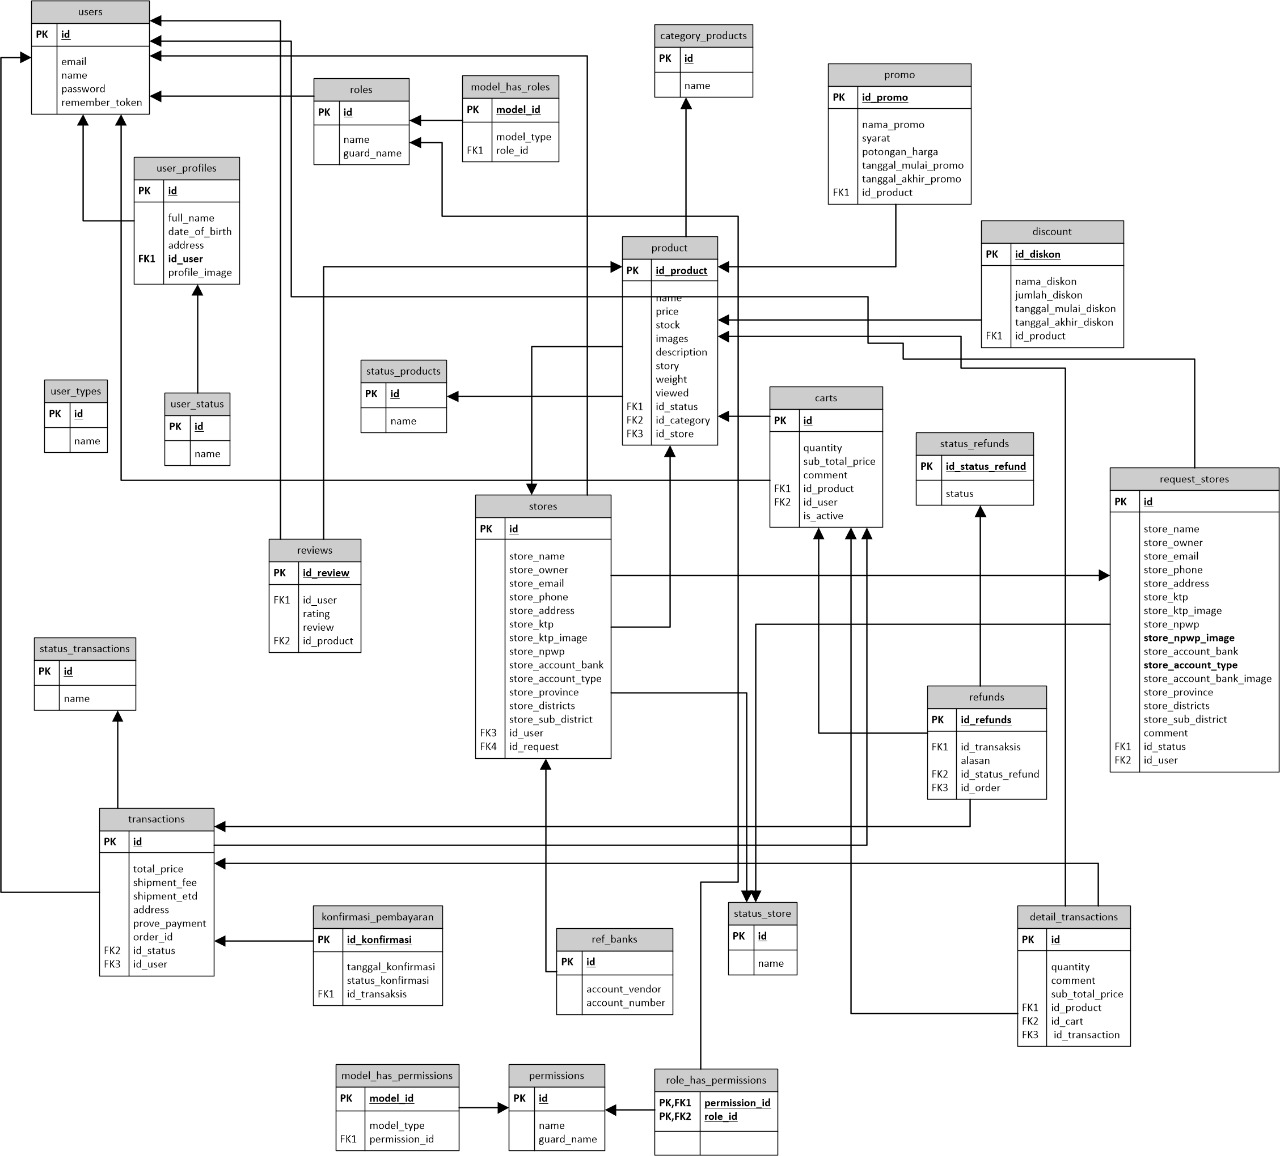 users
PK id
email
name
password
remember_token
category_products
PK id
name
promo
PK id_promo
nama_promo
syarat
potongan_harga
tanggal_mulai_promo
tanggal_akhir_promo
FK1 id_product
roles
PK id
name
guard_name
model_has_roles
PK model_id
model_type
FK1 role_id
user_profiles
PK id
full_name
date_of_birth
address
FK1 id_user
profile_image
product
PK id_product
name
price
stock
images
description
story
weight
viewed
FK1 id_status
FK2 id_category
FK3 id_store
discount
PK id_diskon
nama_diskon
jumlah_diskon
tanggal_mulai_diskon
tanggal_akhir_diskon
FK1 id_product
user_types
PK id
name
user_status
PK id
name
status_products
PK id
name
carts
PK id
quantity
sub_total_price
comment
FK1 id_product
FK2 id_user
is_active
status_refunds
PK id_status_refund
status
request_stores
PK id
store_name
store_owner
store_email
store_phone
store_address
store_ktp
store_ktp_image
store_npwp
store_npwp_image
store_account_bank
store_account_type
store_account_bank_image
store_province
store_districts
store_sub_district
comment
FK1 id_status
FK2 id_user
reviews
PK id_review
FK1 id_user
rating
review
FK2 id_product
stores
PK id
store_name
store_owner
store_email
store_phone
store_address
store_ktp
store_ktp_image
store_npwp
store_account_bank
store_account_type
store_province
store_districts
store_sub_district
FK3 id_user
FK4 id_request
status_transactions
PK id
name
refunds
PK id_refunds
FK1 id_transaksis
alasan
FK2 id_status_refund
FK3 id_order
transactions
PK id
total_price
shipment_fee
shipment_etd
address
prove_payment
order_id
FK2 id_status
FK3 id_user
konfirmasi_pembayaran
PK id_konfirmasi
tanggal_konfirmasi
status_konfirmasi
FK1 id_transaksis
ref_banks
PK id
account_vendor
account_number
status_store
PK id
name
detail_transactions
PK id
quantity
comment
sub_total_price
FK1 id_product
FK2 id_cart
FK3 id_transaction
model_has_permissions
PK model_id
model_type
FK1 permission_id
permissions
PK id
name
guard_name
role_has_permissions
PK,FK1 permission_id
PK,FK2 role_id